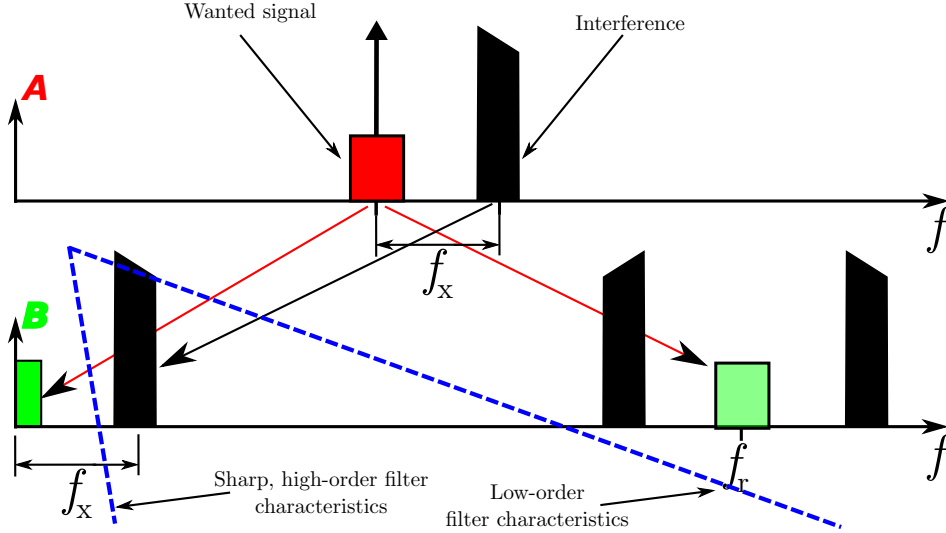 Wanted signal
Interference
A
f
fx
B
f
fx
fr
Sharp, high-order filter
characteristics
Low-order
filter characteristics